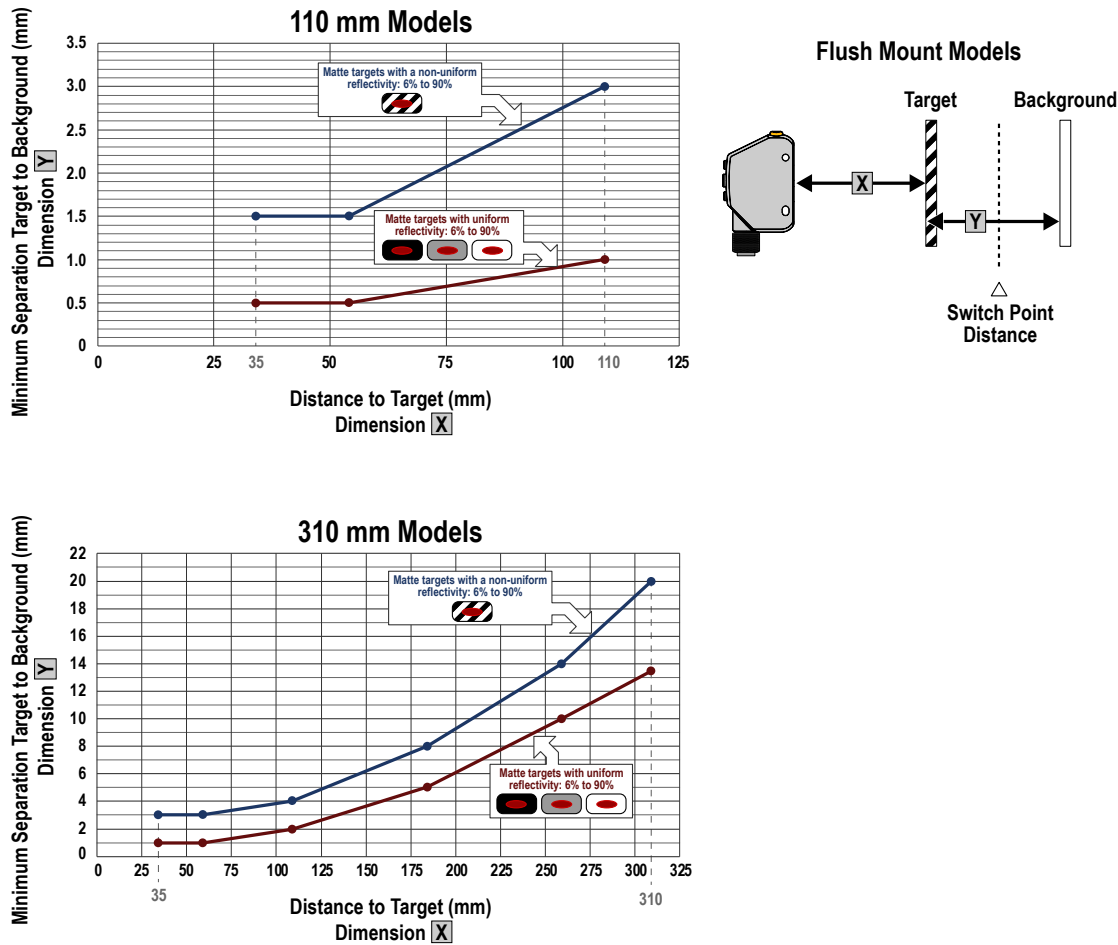 110 mm Models
Minimum Separation Target to Background (mm)
Dimension Y
3.5
3.0
2.5
2.0
1.5
1.0
0.5
0
Matte targets with a non-uniform
reflectivity: 6% to 90%
Matte targets with uniform
reflectivity: 6% to 90%
0 25 35 50 75 100 110 125
Distance to Target (mm)
Dimension X
Flush Mount Models
Target Background
X
Y
Switch Point
Distance
310 mm Models
Minimum Separation Target to Background (mm)
Dimension Y
22
20
18
16
14
12
10
8
6
4
2
0
Matte targets with a non-uniform
reflectivity: 6% to 90%
Matte targets with uniform
reflectivity: 6% to 90%
0 25 50 75 100 125 150 175 200 225 250 275 300 325
35 310
Distance to Target (mm)
Dimension X